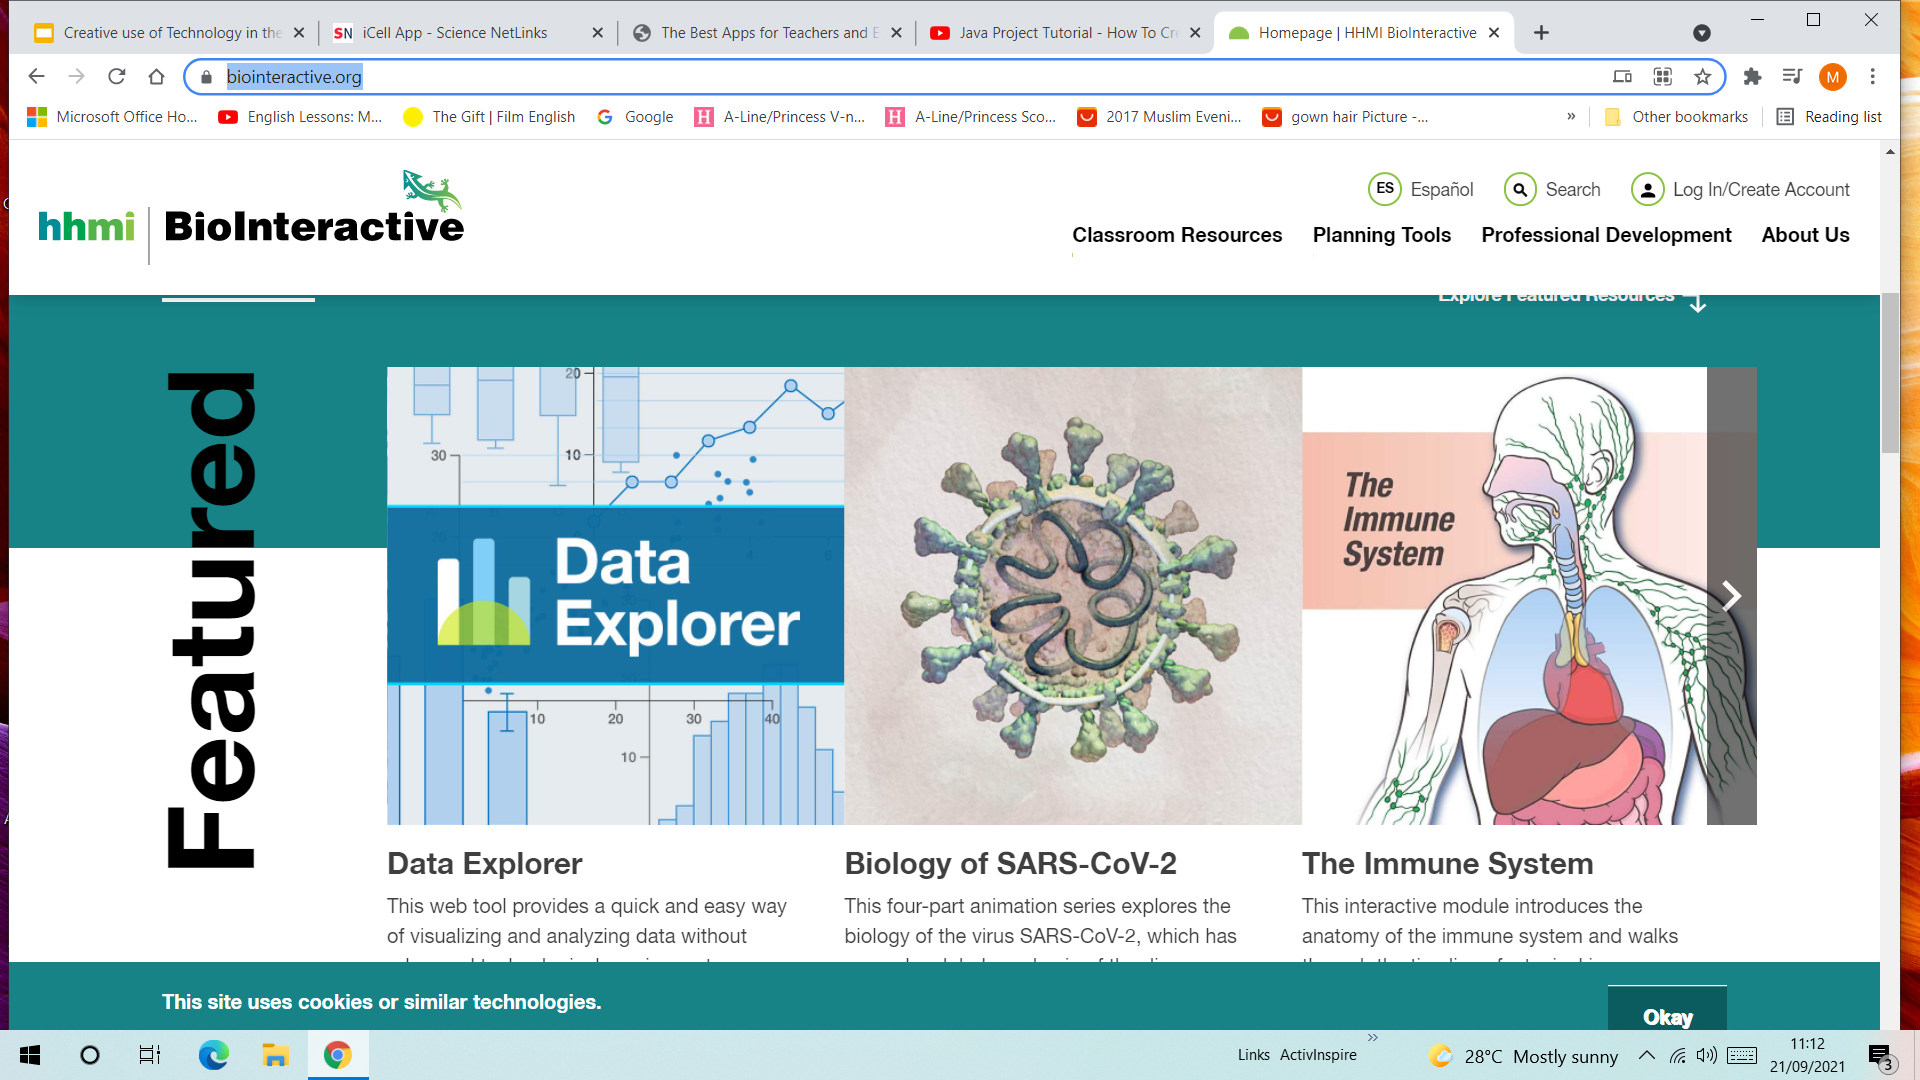 Creative use of Technology in the
iCell App - Science NetLinks
The Best Apps for Teachers and E
Java Project Tutorial - How To Cre
Homepage | HHMI BioInteractive
biointeractive.org
M
Microsoft Office Ho...
English Lessons: M...
The Gift | Film English
Google
A-Line/Princess V-n...
A-Line/Princess Sco...
2017 Muslim Eveni...
gown hair Picture -...
»
Other bookmarks
Reading list
hhmi BioInteractive
ES Español
Search
Log In/Create Account
Classroom Resources
Planning Tools
Professional Development
About Us
Explore Featured Resources
Featured
20
10
30
Data
Explorer
10 20 30 40
10
The
Immune
System
Data Explorer
This web tool provides a quick and easy way
of visualizing and analyzing data without
Biology of SARS-CoV-2
This four-part animation series explores the
biology of the virus SARS-CoV-2, which has
The Immune System
This interactive module introduces the
anatomy of the immune system and walks
This site uses cookies or similar technologies.
Okay
Links ActivInspire
»
28°C Mostly sunny
11:12
21/09/2021
3